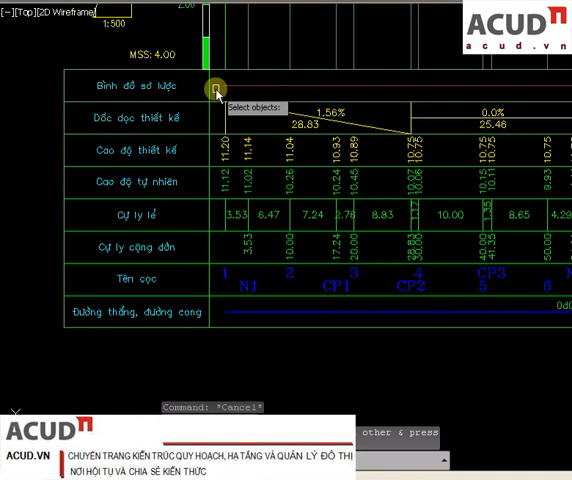 [-][Top][2D Wireframe]
1:500
2.00
MSS: 4.00
ACUD
acud.vn
Bình đồ sơ lược
Select objects:
Dốc dọc thiết kế
1.56%
28.83
0.0%
25.46
Cao độ thiết kế
11.20 11.14 11.04 10.93 10.89 10.75 10.75 10.75 10.75 10.75
Cao độ tự nhiên
11.12 11.02 10.26 10.24 10.45 10.06 10.15 10.11 9.93
Cự ly lẻ
3.53 6.47 7.24 2.76 8.83 1.17 10.00 1.35 8.65 4.29
Cự ly cộng dồn
3.53 10.00 17.24 20.00 28.83 30.00 40.00 41.35 50.00
Tên cọc
1 N1 2 CP1 3 CP2 4 5 CP3 6
Đường thẳng, đường cong
0d0
Command: *Cancel*
other & press
ACUD
ACUD.VN
CHUYÊN TRANG KIẾN TRÚC QUY HOẠCH, HẠ TẦNG VÀ QUẢN LÝ ĐÔ THỊ
NƠI HỘI TỤ VÀ CHIA SẺ KIẾN THỨC